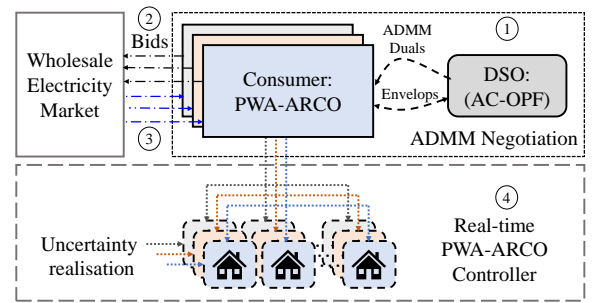 2
Bids
Wholesale
Electricity
Market
3
Consumer:
PWA-ARCO
ADMM
Duals
Envelops
1
DSO:
(AC-OPF)
ADMM Negotiation
4
Uncertainty
realisation
Real-time
PWA-ARCO
Controller